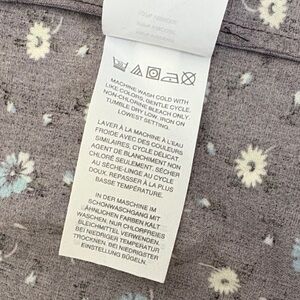 MACHINE WASH COLD WITH
LIKE COLORS, GENTLE CYCLE.
NON-CHLORINE BLEACH ONLY.
TUMBLE DRY LOW, IRON ON
LOWEST SETTING.
LAVER À LA MACHINE À L'EAU
FROIDE AVEC DES COULEURS
SIMILAIRES, CYCLE DÉLICAT
AGENT DE BLANCHIMENT NON
CHLORÉ SEULEMENT. SÉCHER
AU SÈCHE-LINGE AU CYCLE
DOUX. REPASSER À LA PLUS
BASSE TEMPÉRATURE.
IN DER MASCHINE IM
SCHONWASCHGANG MIT
ÄHNLICHEN FARBEN KALT
WASCHEN, NUR CHLORFREIES
BLEICHMITTEL VERWENDEN.
BEI NIEDRIGER TEMPERATUR
TROCKNEN. BEI NIEDRIGSTER
EINSTELLUNG BÜGELN.